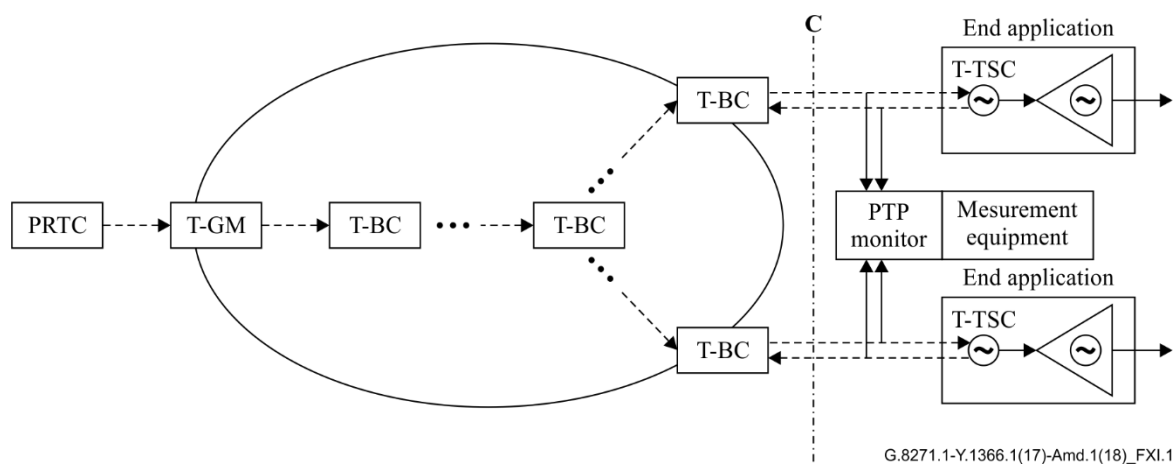 C
End application
T-TSC
T-BC
PRTC
T-GM
T-BC
T-BC
PTP
monitor
Mesurement
equipment
End application
T-TSC
T-BC
G.8271.1-Y.1366.1(17)-Amd.1(18)_FXI.1